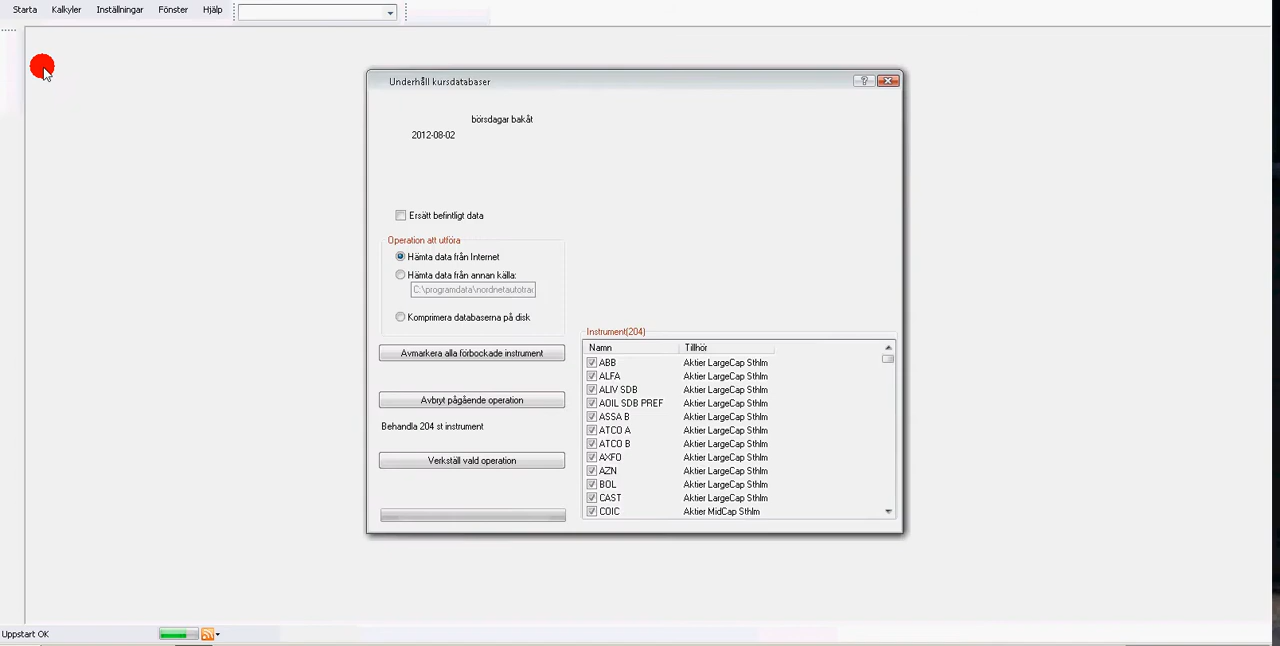 Starta Kalkyler Inställningar Fönster Hjälp
Underhåll kursdatabaser
börsdagar bakåt
2012-08-02
Ersätt befintligt data
Operation att utföra
Hämta data från Internet
Hämta data från annan källa:
C:\programdata\nordnetautotrad
Komprimera databaserna på disk
Avmarkera alla förbockade instrument
Avbryt pågående operation
Behandla 204 st instrument
Verkställ vald operation
Instrument(204)
Namn Tillhör
ABB Aktier LargeCap Sthlm
ALFA Aktier LargeCap Sthlm
ALIV SDB Aktier LargeCap Sthlm
AOIL SDB PREF Aktier LargeCap Sthlm
ASSA B Aktier LargeCap Sthlm
ATCO A Aktier LargeCap Sthlm
ATCO B Aktier LargeCap Sthlm
AXFO Aktier LargeCap Sthlm
AZN Aktier LargeCap Sthlm
BOL Aktier LargeCap Sthlm
CAST Aktier LargeCap Sthlm
COIC Aktier MidCap Sthlm
Uppstart OK